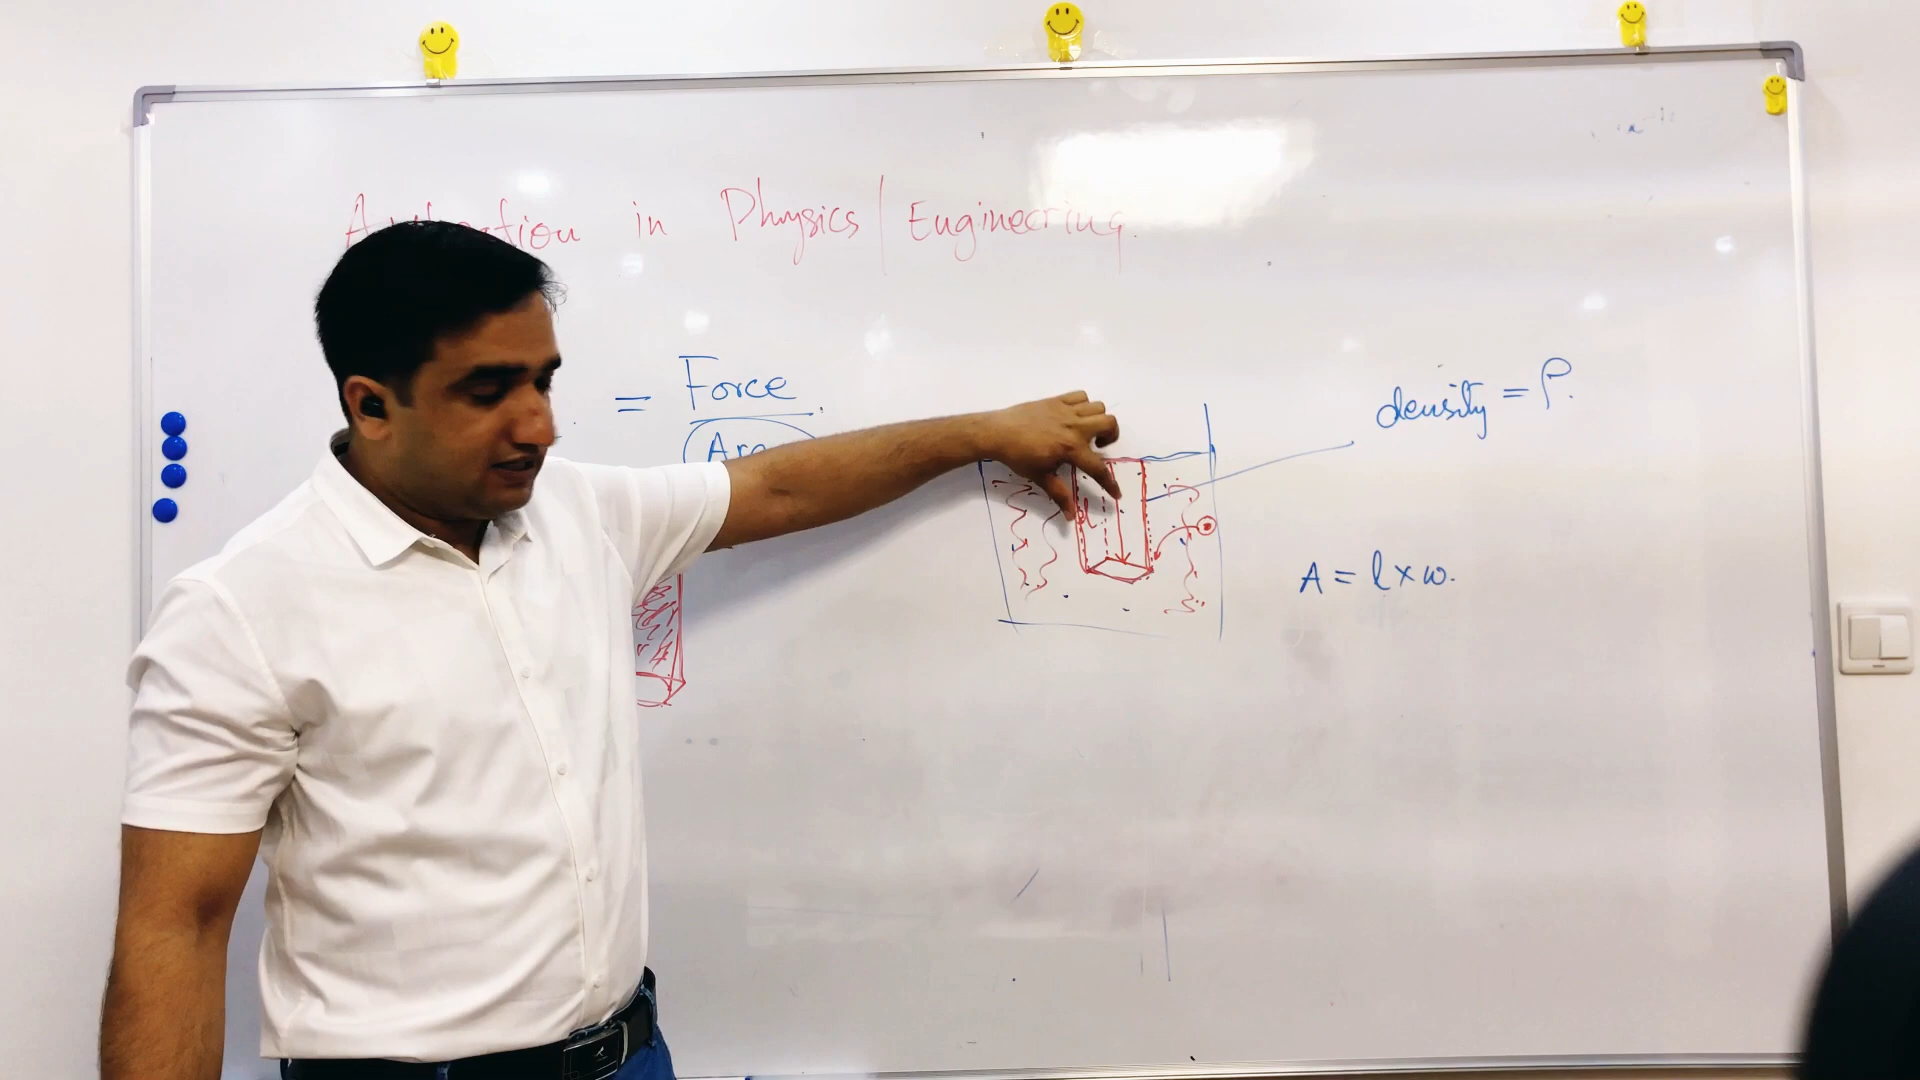 in Physics / Engineering.
= Force
density = ρ.
d
A = l × w.